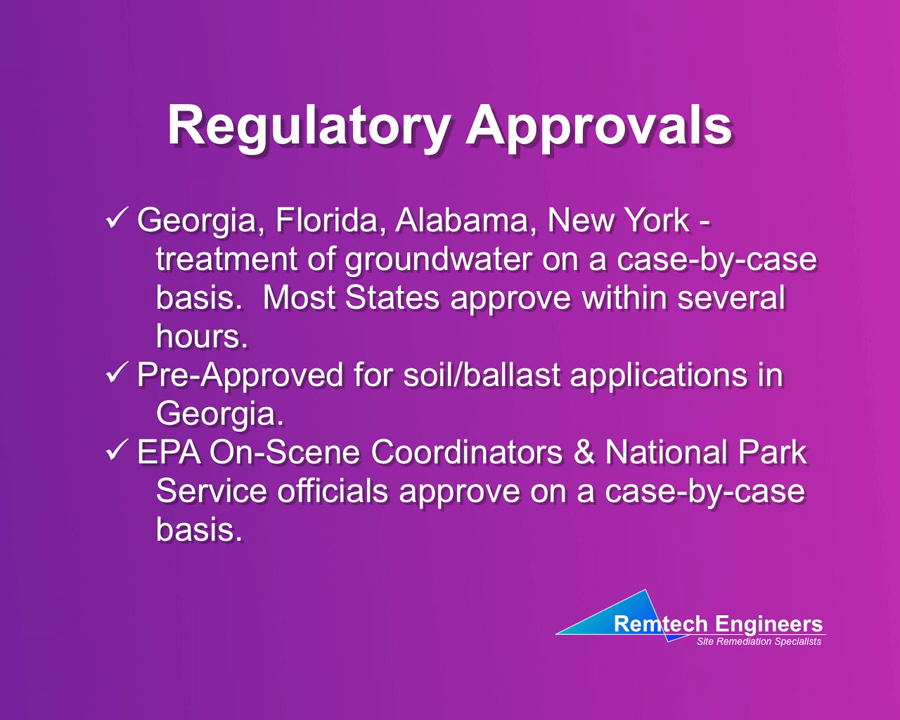 Regulatory Approvals
✓ Georgia, Florida, Alabama, New York -
treatment of groundwater on a case-by-case
basis.  Most States approve within several
hours.
✓ Pre-Approved for soil/ballast applications in
Georgia.
✓ EPA On-Scene Coordinators & National Park
Service officials approve on a case-by-case
basis.
Remtech Engineers
Site Remediation Specialists